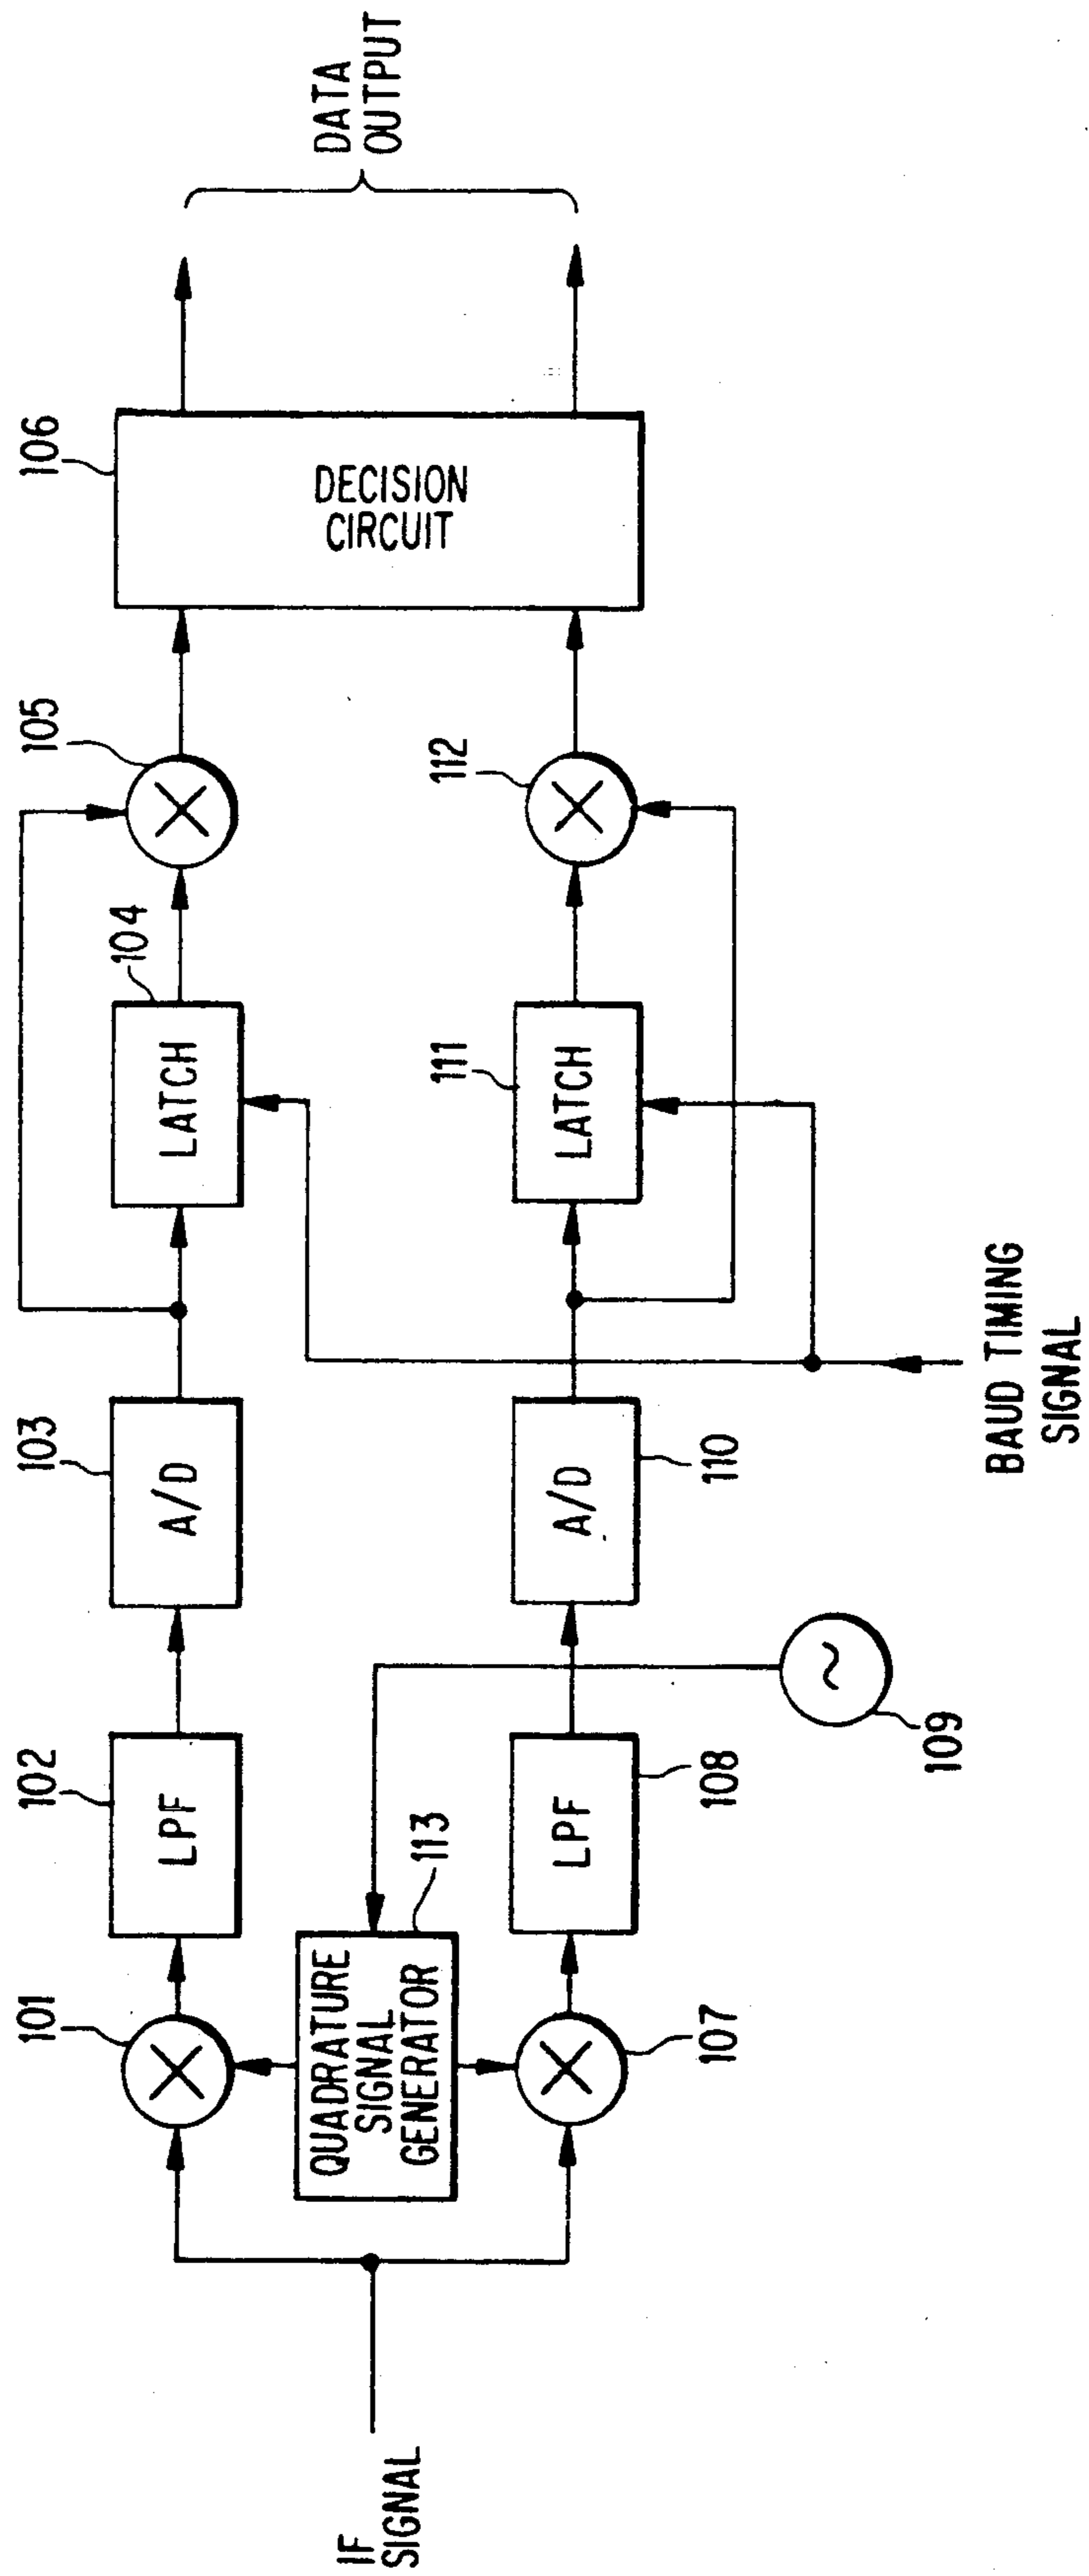 IF
SIGNAL
101
102
103
104
105
106
LPF
A/D
LATCH
DECISION
CIRCUIT
DATA
OUTPUT
QUADRATURE
SIGNAL
GENERATOR
113
LPF
A/D
LATCH
111
112
107
108
109
110
~
BAUD TIMING
SIGNAL